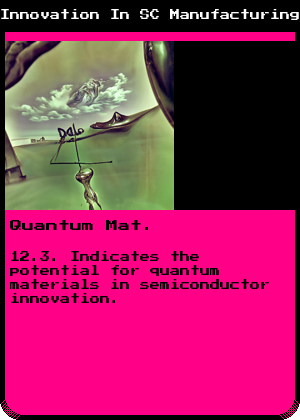 Innovation In SC Manufacturing
Quantum Mat.
12.3. Indicates the
potential for quantum
materials in semiconductor
innovation.